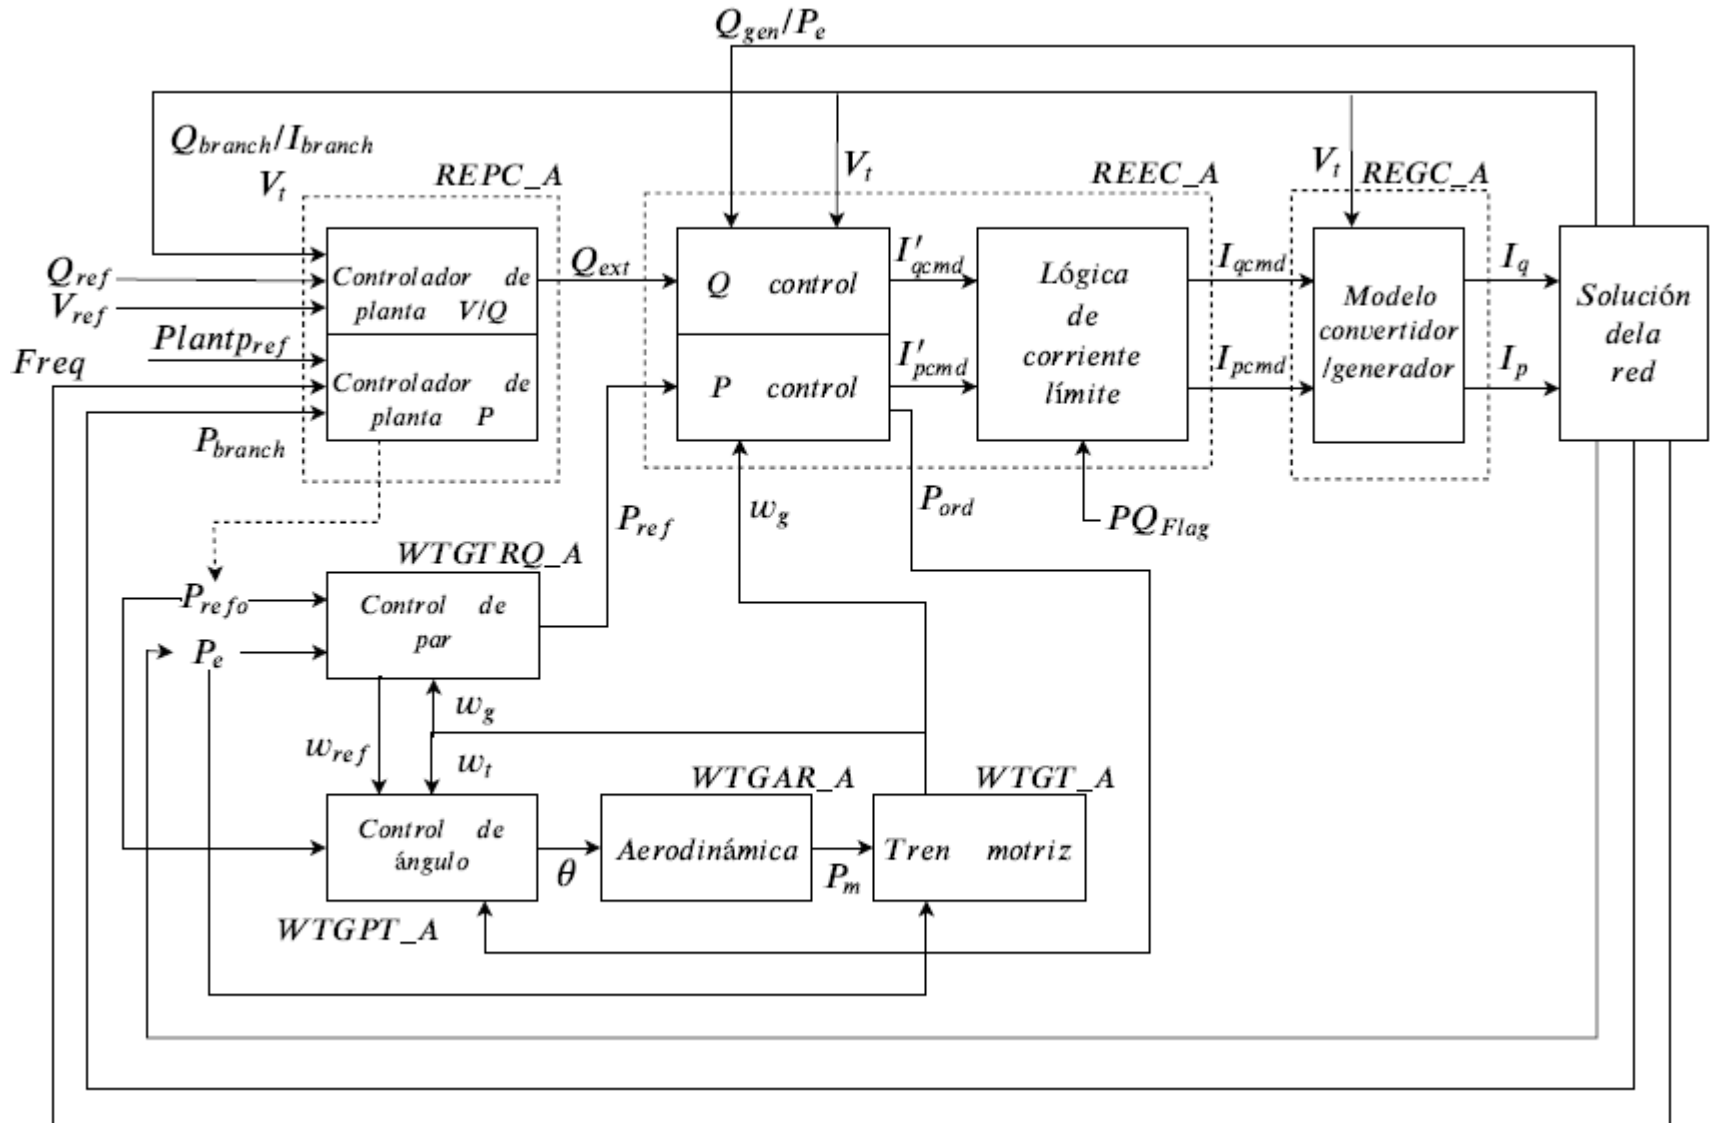 Q_gen/P_e
Q_branch/I_branch
V_t
REPC_A
V_t
REEC_A
V_t
REGC_A
Q_ref
V_ref
Plantp_ref
Freq
P_branch
Controlador de
planta V/Q
Controlador de
planta P
Q_ext
Q control
P control
I'_qcmd
I'_pcmd
Lógica
de
corriente
límite
I_qcmd
I_pcmd
Modelo
convertidor
/generador
I_q
I_p
Solución
dela
red
P_ref
w_g
P_ord
PQ_Flag
WTGTRQ_A
P_refo
P_e
Control de
par
w_g
w_ref
w_t
WTGAR_A
WTGT_A
Control de
ángulo
θ
Aerodinámica
P_m
Tren motriz
WTGPT_A